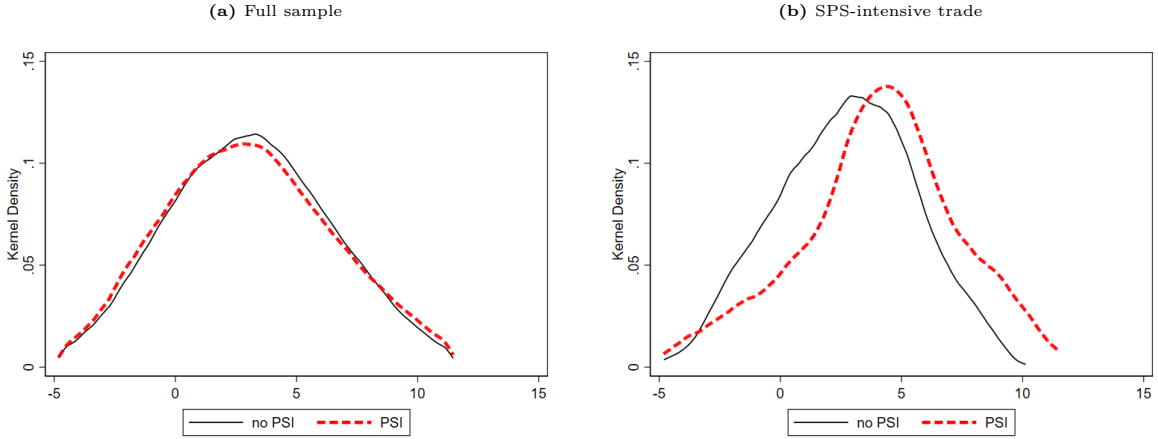 (a) Full sample
Kernel Density
.15
.1
.05
0
-5 0 5 10 15
no PSI PSI
(b) SPS-intensive trade
Kernel Density
.15
.1
.05
0
-5 0 5 10 15
no PSI PSI